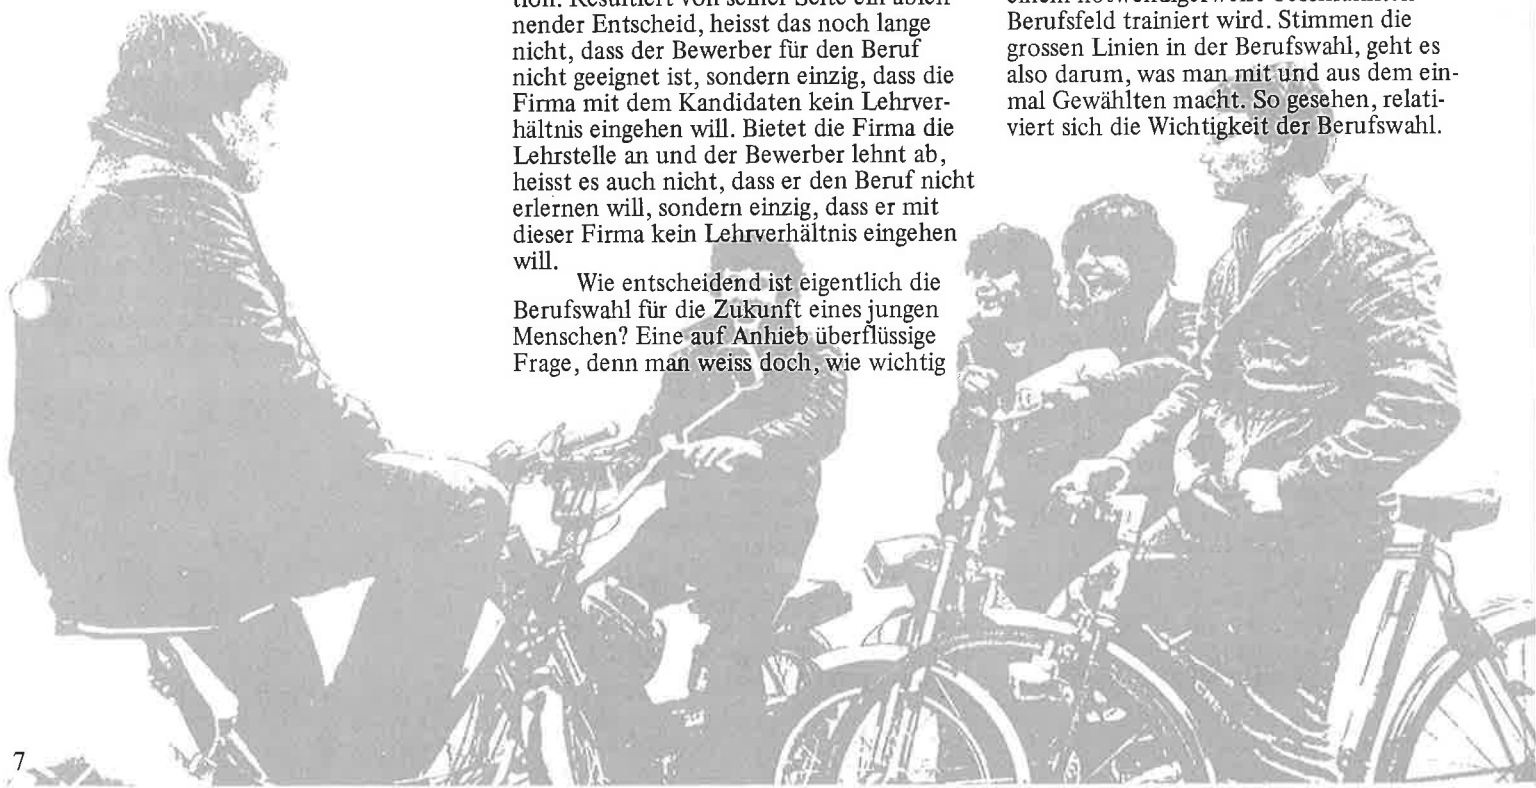 nender Entscheid, heisst das noch lange
nicht, dass der Bewerber für den Beruf
nicht geeignet ist, sondern einzig, dass die
Firma mit dem Kandidaten kein Lehrver-
hältnis eingehen will. Bietet die Firma die
Lehrstelle an und der Bewerber lehnt ab,
heisst es auch nicht, dass er den Beruf nicht
erlernen will, sondern einzig, dass er mit
dieser Firma kein Lehrverhältnis eingehen
will.
Wie entscheidend ist eigentlich die
Berufswahl für die Zukunft eines jungen
Menschen? Eine auf Anhieb überflüssige
Frage, denn man weiss doch, wie wichtig
Berufsfeld trainiert wird. Stimmen die
grossen Linien in der Berufswahl, geht es
also darum, was man mit und aus dem ein-
mal Gewählten macht. So gesehen, relati-
viert sich die Wichtigkeit der Berufswahl.
7